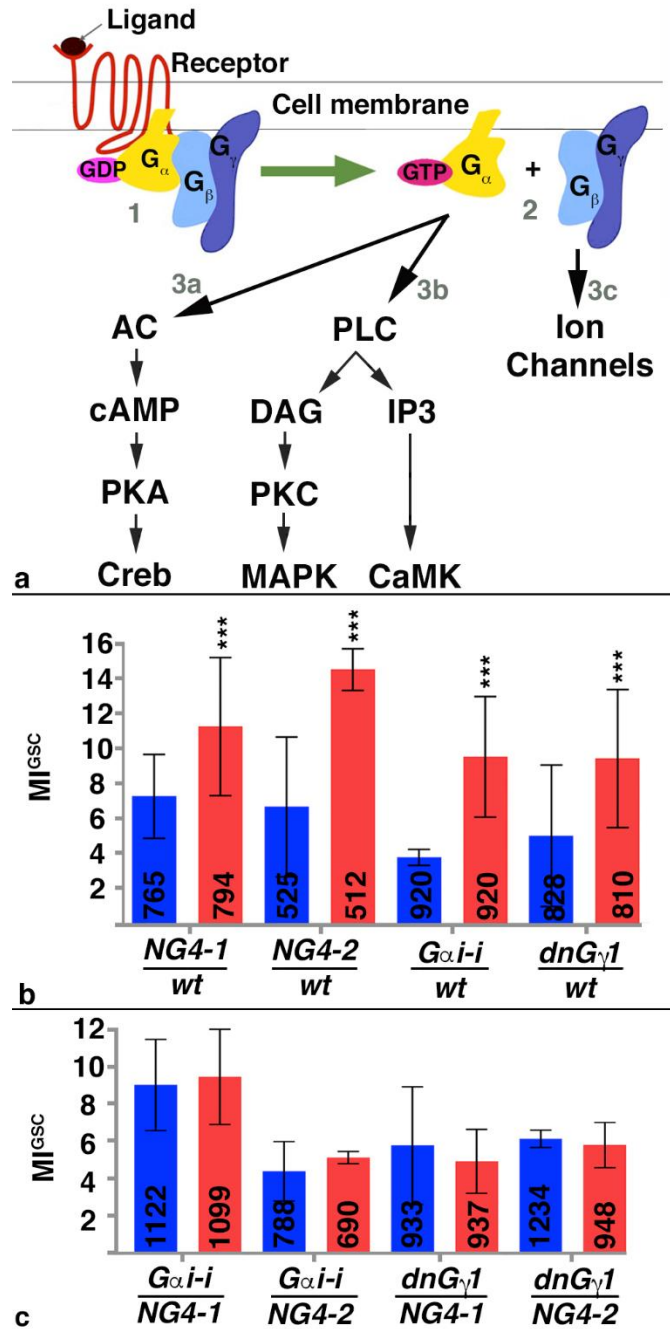 Ligand
Receptor
Cell membrane
GDP Gα Gβ Gγ
GTP Gα + Gβ Gγ
1 2
3a 3b 3c
AC PLC Ion
Channels
cAMP DAG IP3
PKA PKC
Creb MAPK CaMK
a
16
14
12
10
8
6
4
2
MIGSC
*** *** *** ***
765 794 525 512 920 920 828 810
NG4-1 NG4-2 Gαi-i dnGγ1
wt wt wt wt
b
12
10
8
6
4
2
MIGSC
1122 1099 788 690 933 937 1234 948
Gαi-i Gαi-i dnGγ1 dnGγ1
NG4-1 NG4-2 NG4-1 NG4-2
c